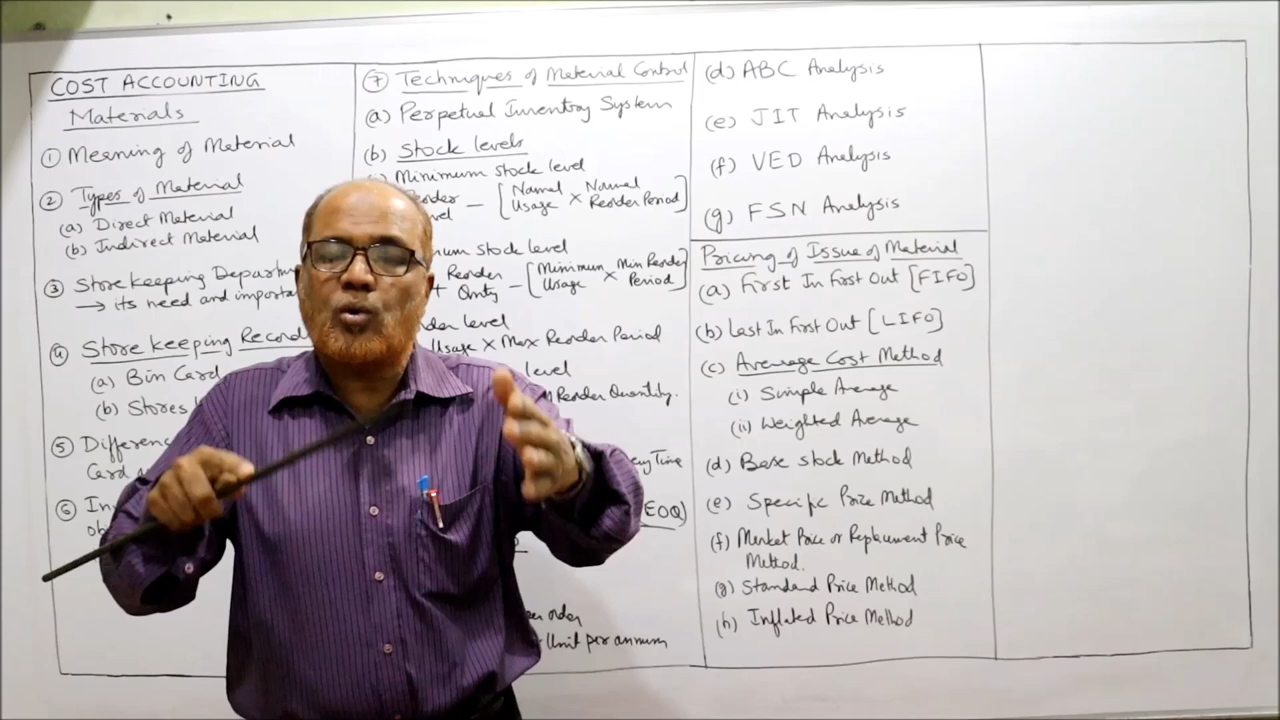 COST ACCOUNTING
Materials
① Meaning of Material
② Types of Material
(a) Direct Material
(b) Indirect Material
③ Store keeping
→ its need and
④ Store keeping
(a) Bin Card
(b) Stores
⑤
Card
⑥
⑦ Techniques of Material Control
(a) Perpetual Inventory System
(b) Stock levels
Minimum stock level
- [Normal Usage × Normal Reorder Period]
stock level
+ Reorder Qnty - [Minimum Usage × Min Reorder Period]
level
Usage × Max Reorder Period
level
Reorder Quantity.
Time
EOQ)
order
Unit per annum
(d) ABC Analysis
(e) JIT Analysis
(f) VED Analysis
(g) FSN Analysis
Pricing of Issue of Material
(a) First In First Out [FIFO]
(b) Last In First Out [LIFO]
(c) Average Cost Method
(i) Simple Average
(ii) Weighted Average
(d) Base stock Method
(e) Specific Price Method
(f) Market Price or Replacement Price
Method.
(g) Standard Price Method
(h) Inflated Price Method